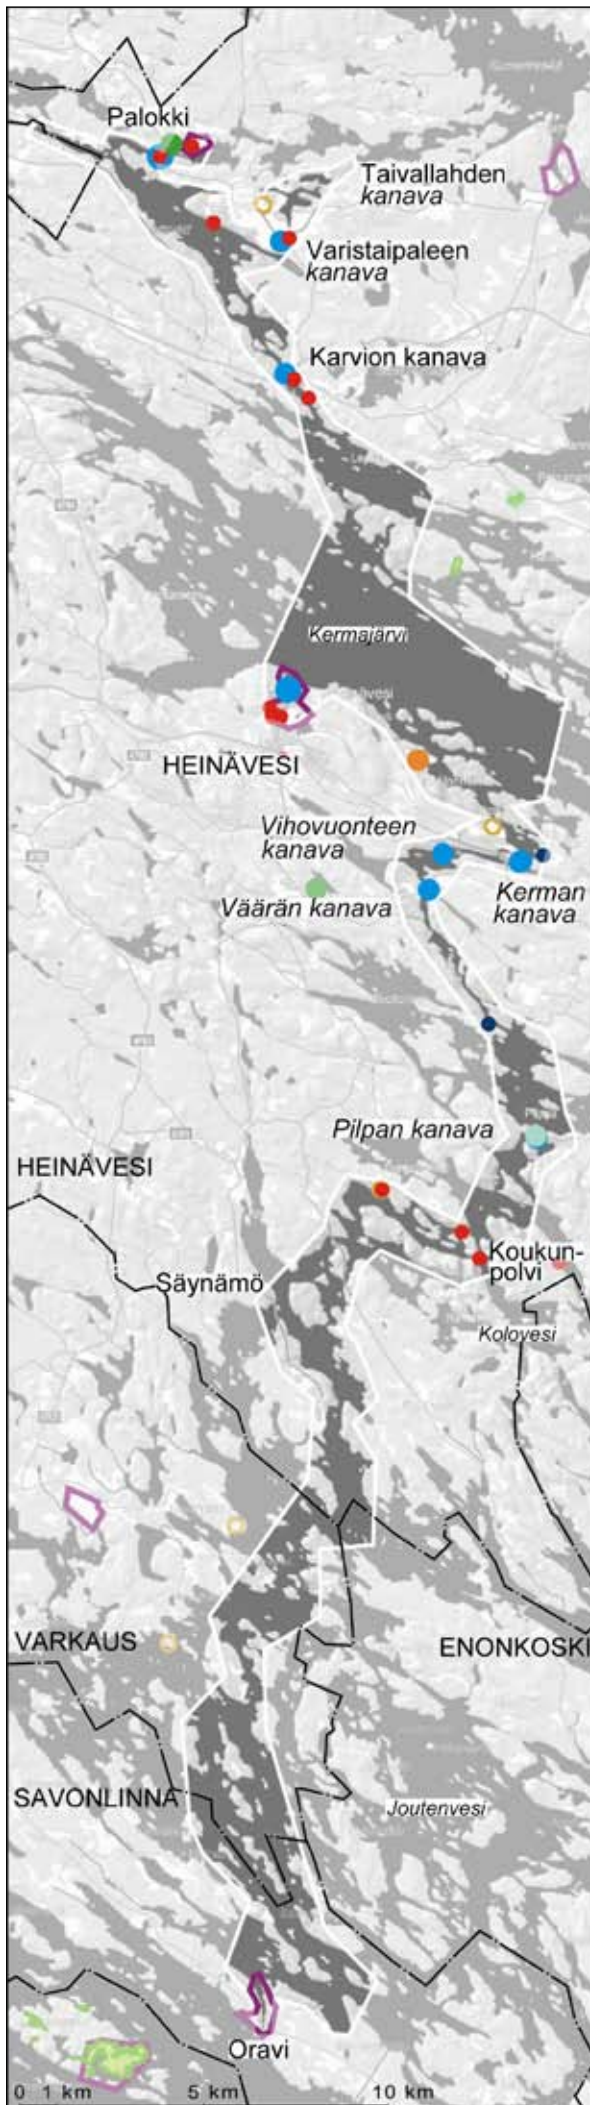 Palokki
Taivallahden
kanava
Varistaipaleen
kanava
Karvion kanava
Kermajärvi
HEINÄVESI
Vihovuonteen
kanava
Väärän kanava
Kerman
kanava
Pilpan kanava
HEINÄVESI
Koukun-
polvi
Säynämö
Kolovesi
VARKAUS
ENONKOSKI
SAVONLINNA
Joutenvesi
Oravi
0 1 km 5 km 10 km